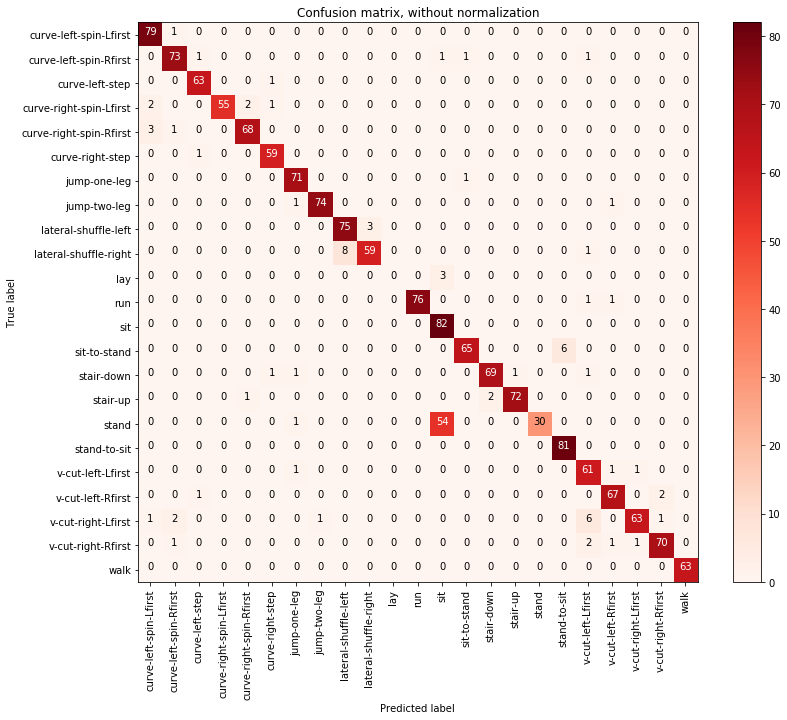 Confusion matrix, without normalization
True label
curve-left-spin-Lfirst 79 1 0 0 0 0 0 0 0 0 0 0 0 0 0 0 0 0 0 0 0 0 0
curve-left-spin-Rfirst 0 73 1 0 0 0 0 0 0 0 0 0 1 1 0 0 0 0 1 0 0 0 0
curve-left-step 0 0 63 0 0 1 0 0 0 0 0 0 0 0 0 0 0 0 0 0 0 0 0
curve-right-spin-Lfirst 2 0 0 55 2 1 0 0 0 0 0 0 0 0 0 0 0 0 0 0 0 0 0
curve-right-spin-Rfirst 3 1 0 0 68 0 0 0 0 0 0 0 0 0 0 0 0 0 0 0 0 0 0
curve-right-step 0 0 1 0 0 59 0 0 0 0 0 0 0 0 0 0 0 0 0 0 0 0 0
jump-one-leg 0 0 0 0 0 0 71 0 0 0 0 0 0 1 0 0 0 0 0 0 0 0 0
jump-two-leg 0 0 0 0 0 0 1 74 0 0 0 0 0 0 0 0 0 0 0 1 0 0 0
lateral-shuffle-left 0 0 0 0 0 0 0 0 75 3 0 0 0 0 0 0 0 0 0 0 0 0 0
lateral-shuffle-right 0 0 0 0 0 0 0 0 8 59 0 0 0 0 0 0 0 0 1 0 0 0 0
lay 0 0 0 0 0 0 0 0 0 0 0 0 3 0 0 0 0 0 0 0 0 0 0
run 0 0 0 0 0 0 0 0 0 0 0 76 0 0 0 0 0 0 1 1 0 0 0
sit 0 0 0 0 0 0 0 0 0 0 0 0 82 0 0 0 0 0 0 0 0 0 0
sit-to-stand 0 0 0 0 0 0 0 0 0 0 0 0 0 65 0 0 0 6 0 0 0 0 0
stair-down 0 0 0 0 0 1 1 0 0 0 0 0 0 0 69 1 0 0 1 0 0 0 0
stair-up 0 0 0 0 1 0 0 0 0 0 0 0 0 0 2 72 0 0 0 0 0 0 0
stand 0 0 0 0 0 0 1 0 0 0 0 0 54 0 0 0 30 0 0 0 0 0 0
stand-to-sit 0 0 0 0 0 0 0 0 0 0 0 0 0 0 0 0 0 81 0 0 0 0 0
v-cut-left-Lfirst 0 0 0 0 0 0 1 0 0 0 0 0 0 0 0 0 0 0 61 1 1 0 0
v-cut-left-Rfirst 0 0 1 0 0 0 0 0 0 0 0 0 0 0 0 0 0 0 0 67 0 2 0
v-cut-right-Lfirst 1 2 0 0 0 0 0 1 0 0 0 0 0 0 0 0 0 0 6 0 63 1 0
v-cut-right-Rfirst 0 1 0 0 0 0 0 0 0 0 0 0 0 0 0 0 0 0 2 1 1 70 0
walk 0 0 0 0 0 0 0 0 0 0 0 0 0 0 0 0 0 0 0 0 0 0 63
curve-left-spin-Lfirst
curve-left-spin-Rfirst
curve-left-step
curve-right-spin-Lfirst
curve-right-spin-Rfirst
curve-right-step
jump-one-leg
jump-two-leg
lateral-shuffle-left
lateral-shuffle-right
lay
run
sit
sit-to-stand
stair-down
stair-up
stand
stand-to-sit
v-cut-left-Lfirst
v-cut-left-Rfirst
v-cut-right-Lfirst
v-cut-right-Rfirst
walk
Predicted label
80
70
60
50
40
30
20
10
0